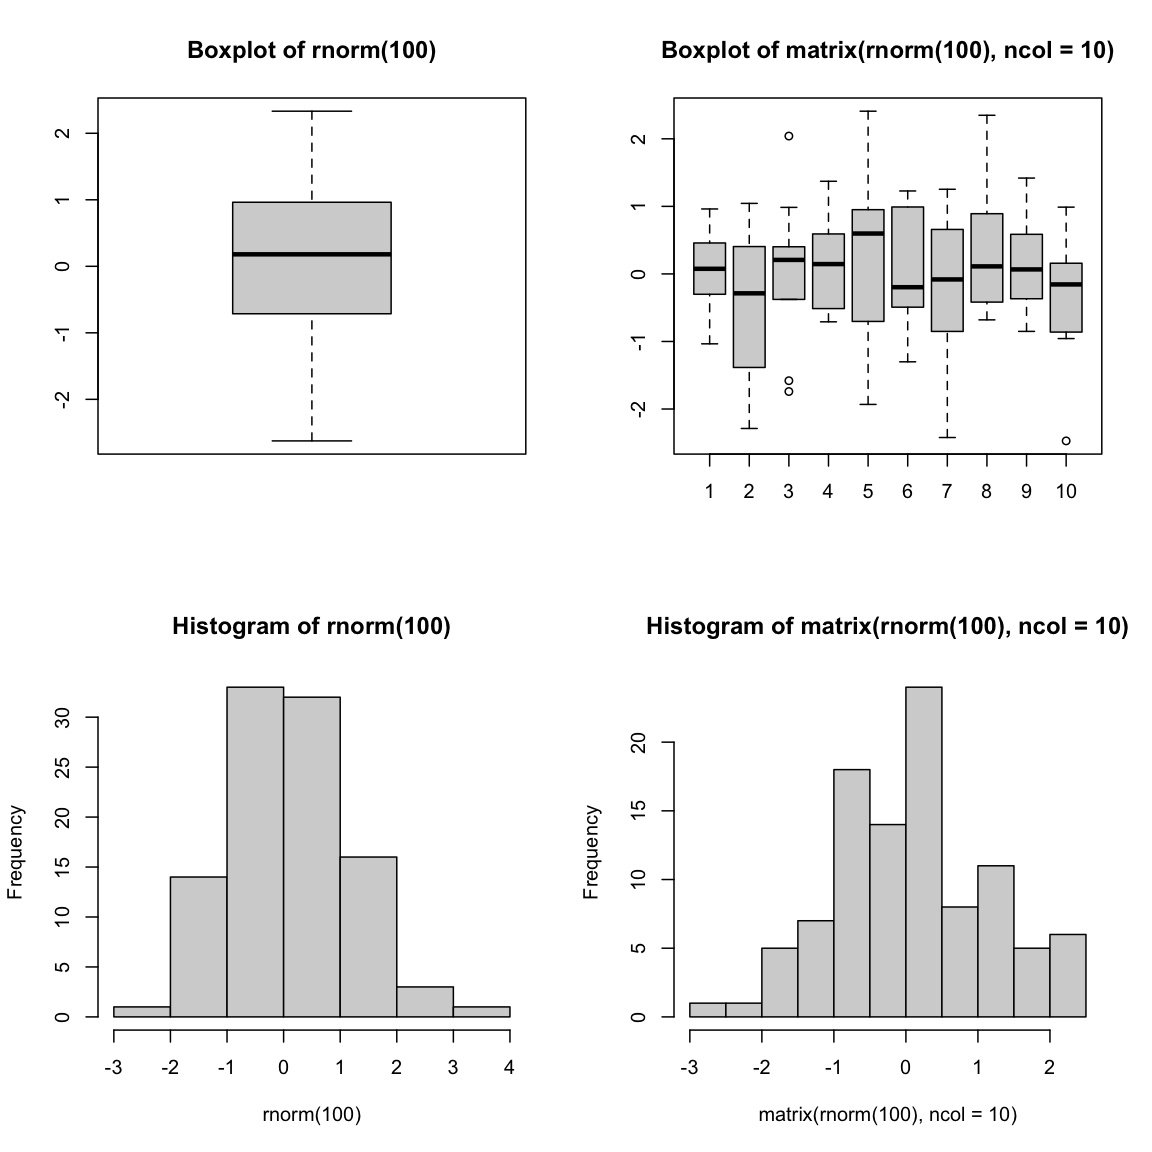 Boxplot of rnorm(100)
2
1
0
-1
-2
Boxplot of matrix(rnorm(100), ncol = 10)
2
1
0
-1
-2
1 2 3 4 5 6 7 8 9 10
Histogram of rnorm(100)
Frequency
30
25
20
15
10
5
0
-3 -2 -1 0 1 2 3 4
rnorm(100)
Histogram of matrix(rnorm(100), ncol = 10)
Frequency
20
15
10
5
0
-3 -2 -1 0 1 2
matrix(rnorm(100), ncol = 10)